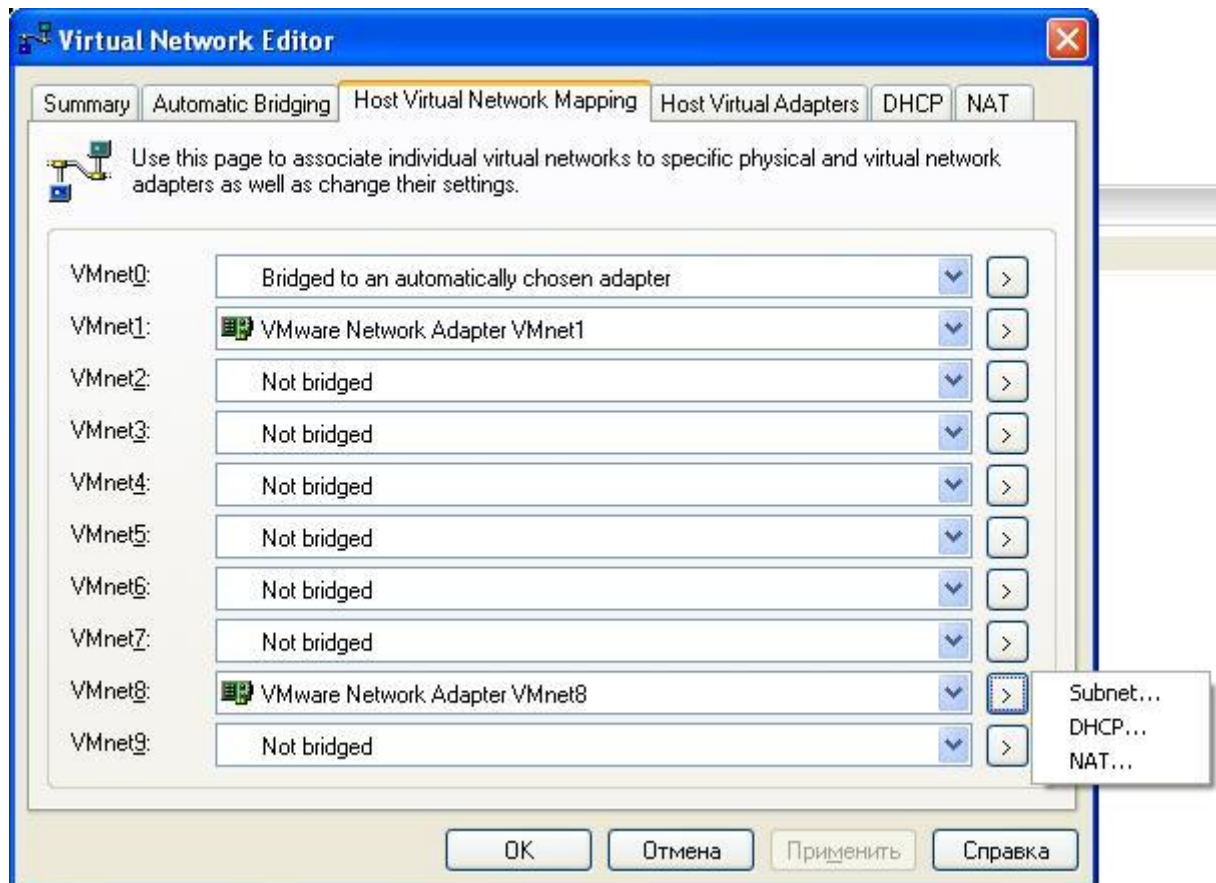 Virtual Network Editor
Summary Automatic Bridging Host Virtual Network Mapping Host Virtual Adapters DHCP NAT
Use this page to associate individual virtual networks to specific physical and virtual network
adapters as well as change their settings.
VMnet0: Bridged to an automatically chosen adapter >
VMnet1: VMware Network Adapter VMnet1 >
VMnet2: Not bridged >
VMnet3: Not bridged >
VMnet4: Not bridged >
VMnet5: Not bridged >
VMnet6: Not bridged >
VMnet7: Not bridged >
VMnet8: VMware Network Adapter VMnet8 >
Subnet...
DHCP...
NAT...
VMnet9: Not bridged >
OK Отмена Применить Справка